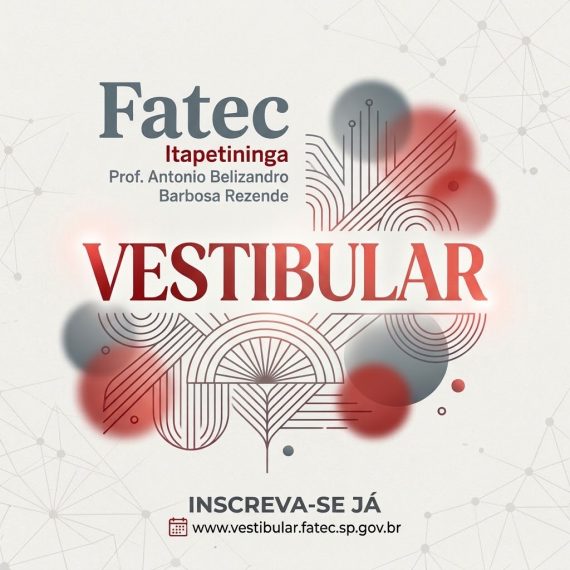 Fatec
Itapetininga
Prof. Antonio Belizandro
Barbosa Rezende
VESTIBULAR
INSCREVA-SE JÁ
www.vestibular.fatec.sp.gov.br